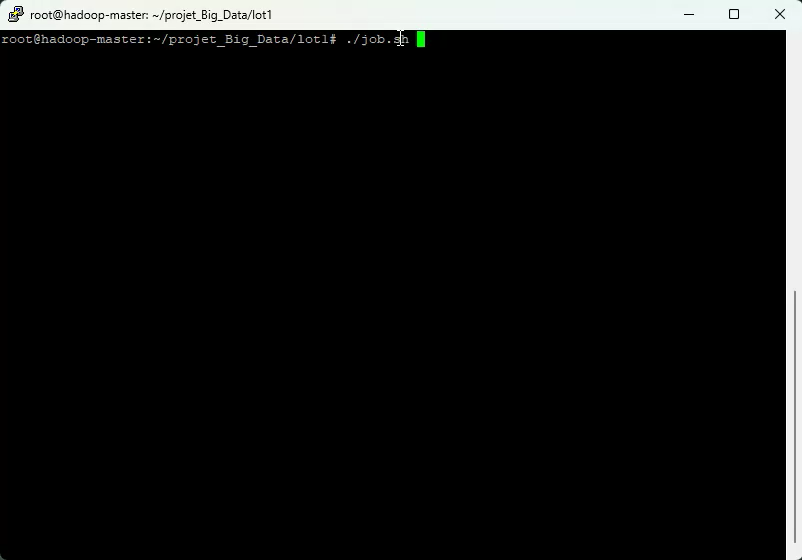 root@hadoop-master: ~/projet_Big_Data/lot1
root@hadoop-master:~/projet_Big_Data/lot1# ./job.sh